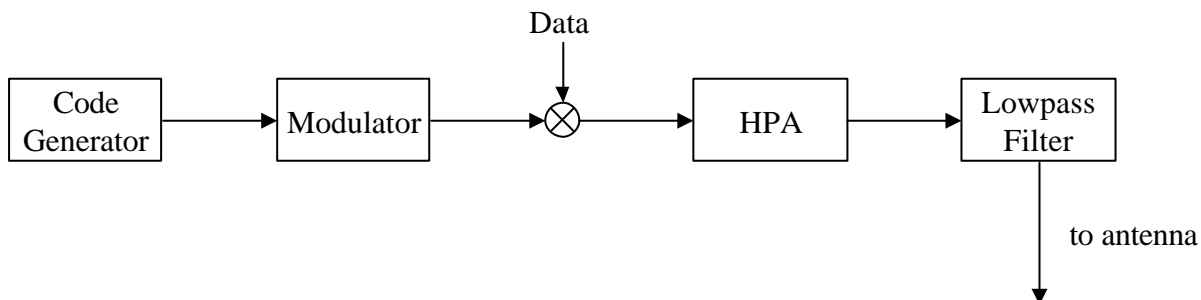 Data
Code
Generator
Modulator
HPA
Lowpass
Filter
to antenna